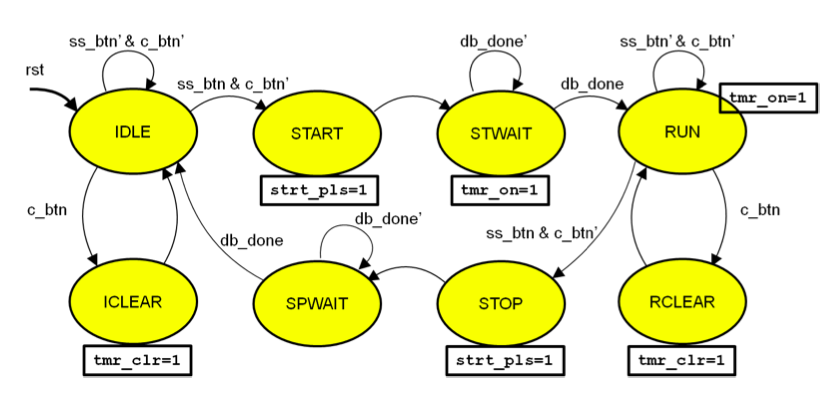 ss_btn’ & c_btn’
db_done’
ss_btn’ & c_btn’
rst
ss_btn & c_btn’
db_done
tmr_on=1
IDLE
START
STWAIT
RUN
strt_pls=1
tmr_on=1
c_btn
db_done
db_done’
ss_btn & c_btn’
c_btn
ICLEAR
SPWAIT
STOP
RCLEAR
tmr_clr=1
strt_pls=1
tmr_clr=1